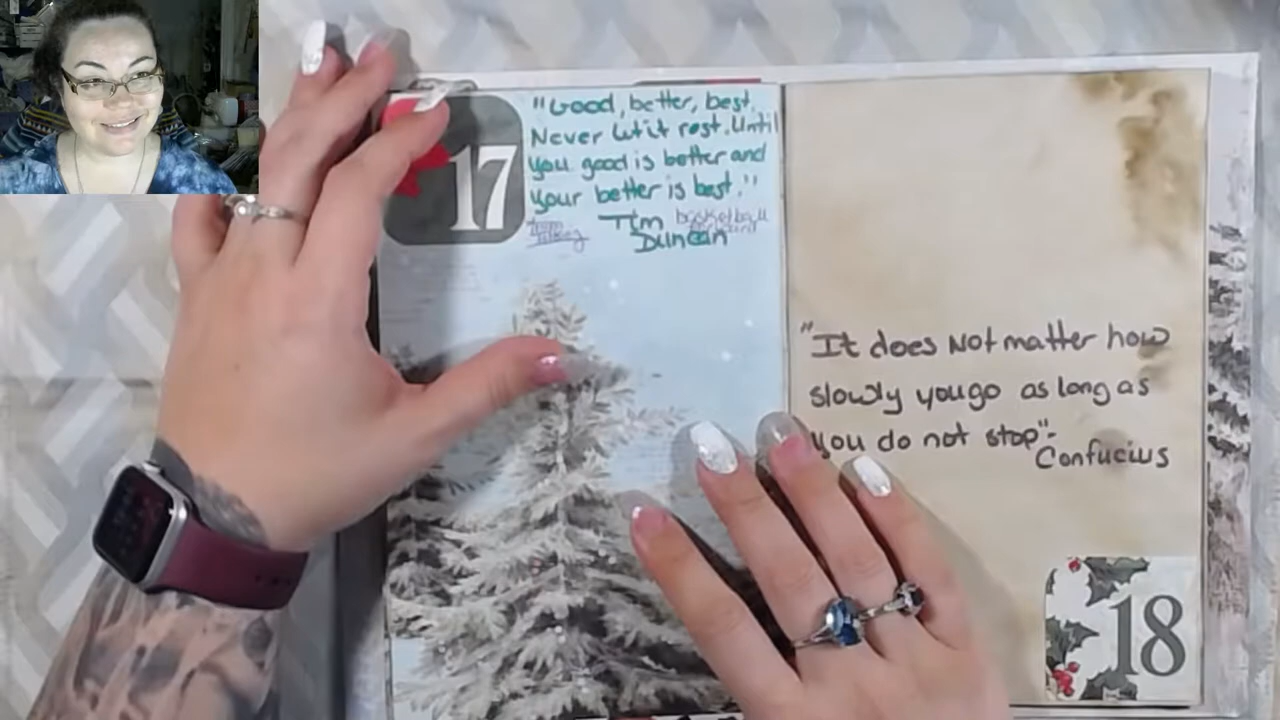 17
"Good, better, best.
Never let it rest. Until
you good is better and
your better is best."
Tim basketball
Duncan
"It does Not matter how
slowly you go as long as
you do not stop".
Confucius
18